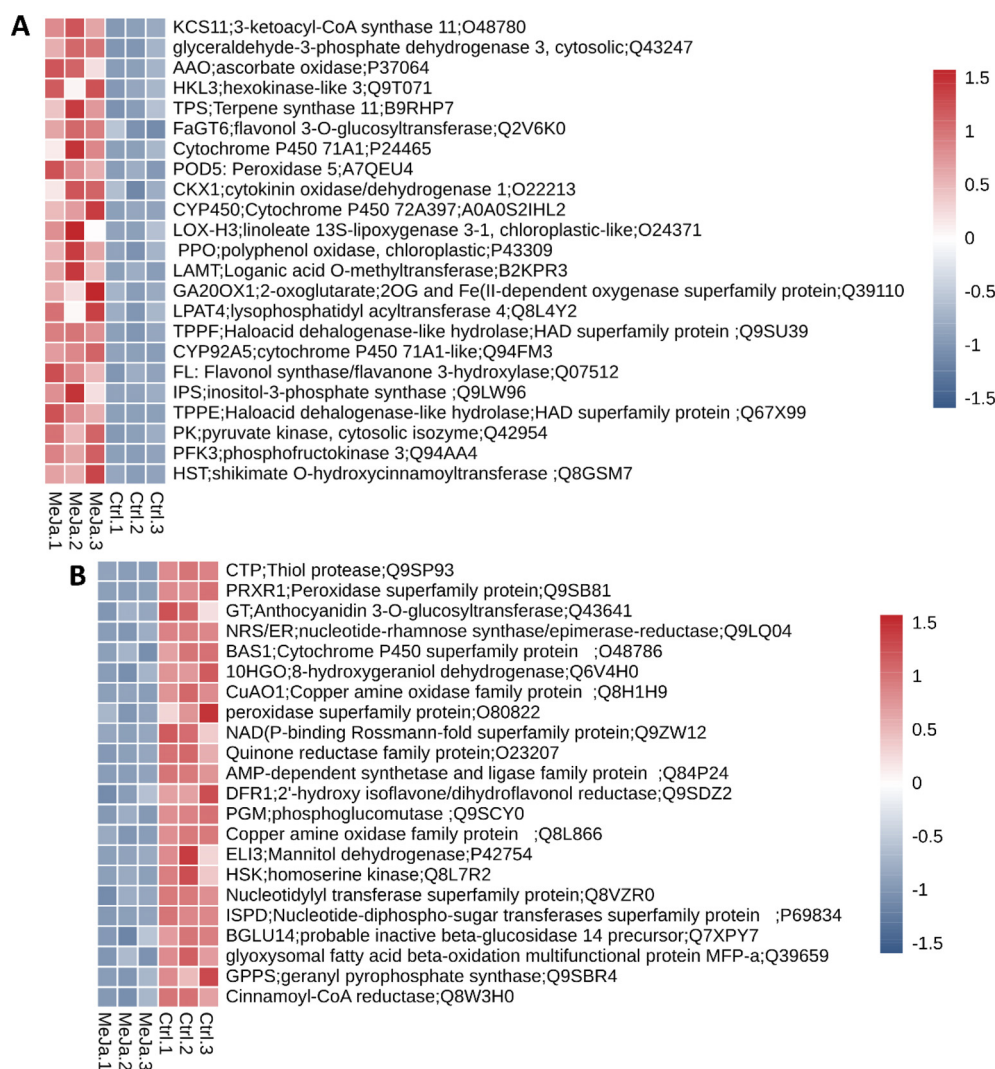 A
KCS11;3-ketoacyl-CoA synthase 11;O48780
glyceraldehyde-3-phosphate dehydrogenase 3, cytosolic;Q43247
AAO;ascorbate oxidase;P37064
HKL3;hexokinase-like 3;Q9T071
TPS;Terpene synthase 11;B9RHP7
FaGT6;flavonol 3-O-glucosyltransferase;Q2V6K0
Cytochrome P450 71A1;P24465
POD5: Peroxidase 5;A7QEU4
CKX1;cytokinin oxidase/dehydrogenase 1;O22213
CYP450;Cytochrome P450 72A397;A0A0S2IHL2
LOX-H3;linoleate 13S-lipoxygenase 3-1, chloroplastic-like;O24371
PPO;polyphenol oxidase, chloroplastic;P43309
LAMT;Loganic acid O-methyltransferase;B2KPR3
GA20OX1;2-oxoglutarate;2OG and Fe(II-dependent oxygenase superfamily protein;Q39110
LPAT4;lysophosphatidyl acyltransferase 4;Q8L4Y2
TPPF;Haloacid dehalogenase-like hydrolase;HAD superfamily protein ;Q9SU39
CYP92A5;cytochrome P450 71A1-like;Q94FM3
FL: Flavonol synthase/flavanone 3-hydroxylase;Q07512
IPS;inositol-3-phosphate synthase ;Q9LW96
TPPE;Haloacid dehalogenase-like hydrolase;HAD superfamily protein ;Q67X99
PK;pyruvate kinase, cytosolic isozyme;Q42954
PFK3;phosphofructokinase 3;Q94AA4
HST;shikimate O-hydroxycinnamoyltransferase ;Q8GSM7
MeJa.1
MeJa.2
MeJa.3
Ctrl.1
Ctrl.2
Ctrl.3
1.5
1
0.5
0
-0.5
-1
-1.5
B
CTP;Thiol protease;Q9SP93
PRXR1;Peroxidase superfamily protein;Q9SB81
GT;Anthocyanidin 3-O-glucosyltransferase;Q43641
NRS/ER;nucleotide-rhamnose synthase/epimerase-reductase;Q9LQ04
BAS1;Cytochrome P450 superfamily protein ;O48786
10HGO;8-hydroxygeraniol dehydrogenase;Q6V4H0
CuAO1;Copper amine oxidase family protein ;Q8H1H9
peroxidase superfamily protein;O80822
NAD(P-binding Rossmann-fold superfamily protein;Q9ZW12
Quinone reductase family protein;O23207
AMP-dependent synthetase and ligase family protein ;Q84P24
DFR1;2'-hydroxy isoflavone/dihydroflavonol reductase;Q9SDZ2
PGM;phosphoglucomutase ;Q9SCY0
Copper amine oxidase family protein ;Q8L866
ELI3;Mannitol dehydrogenase;P42754
HSK;homoserine kinase;Q8L7R2
Nucleotidylyl transferase superfamily protein;Q8VZR0
ISPD;Nucleotide-diphospho-sugar transferases superfamily protein ;P69834
BGLU14;probable inactive beta-glucosidase 14 precursor;Q7XPY7
glyoxysomal fatty acid beta-oxidation multifunctional protein MFP-a;Q39659
GPPS;geranyl pyrophosphate synthase;Q9SBR4
Cinnamoyl-CoA reductase;Q8W3H0
MeJa.1
MeJa.2
MeJa.3
Ctrl.1
Ctrl.2
Ctrl.3
1.5
1
0.5
0
-0.5
-1
-1.5